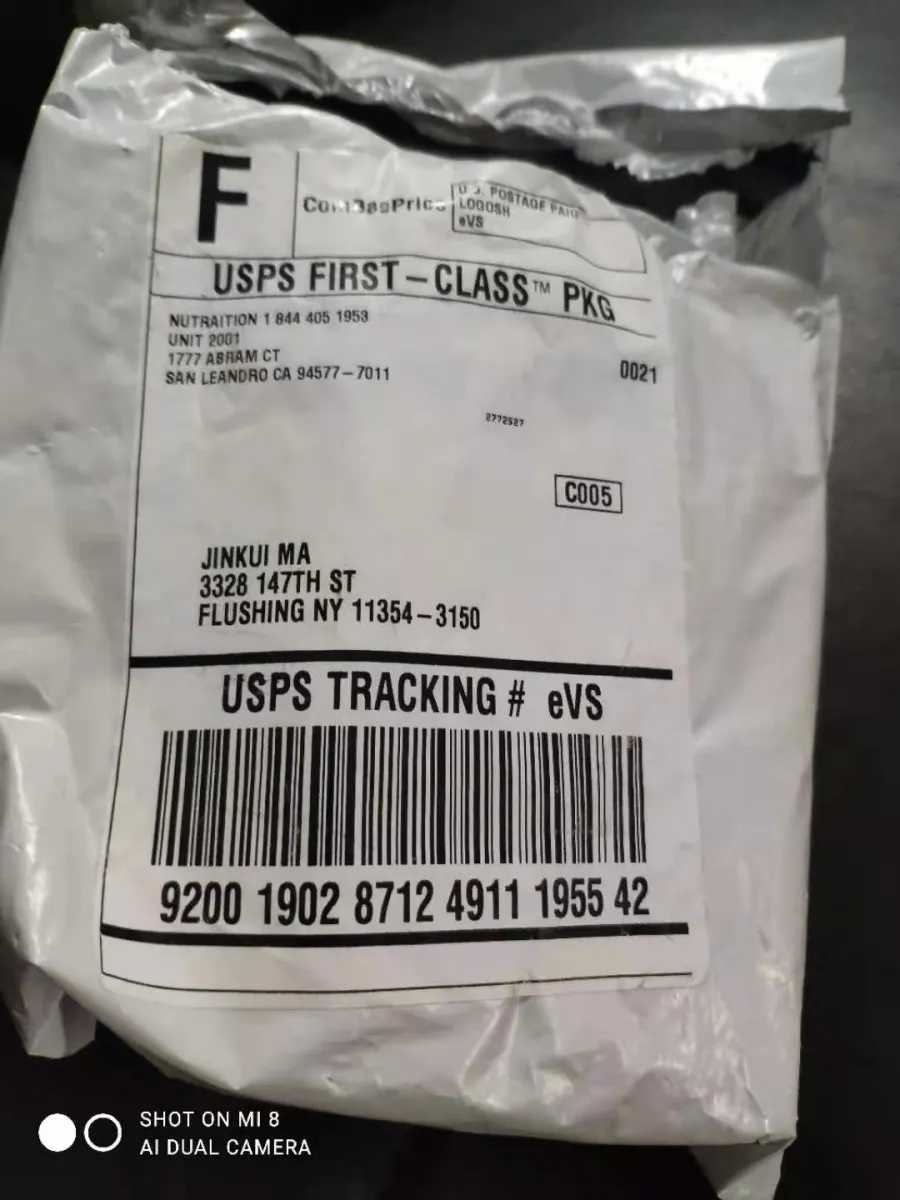 F
ComBasPrice
U.S. POSTAGE PAID
LOGOSH
eVS
USPS FIRST-CLASS™ PKG
NUTRAITION 1 844 405 1953
UNIT 2001
1777 ABRAM CT
SAN LEANDRO CA 94577-7011
0021
2772527
C005
JINKUI MA
3328 147TH ST
FLUSHING NY 11354-3150
USPS TRACKING # eVS
9200 1902 8712 4911 1955 42
SHOT ON MI 8
AI DUAL CAMERA